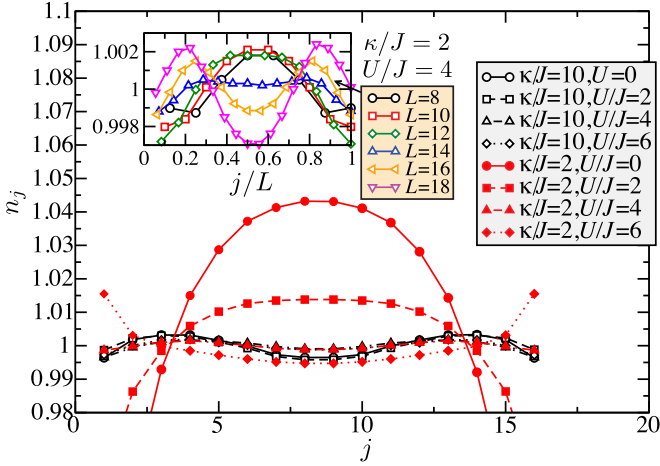 1.1
1.09
1.08
1.07
1.06
1.05
1.04
1.03
1.02
1.01
1
0.99
0.98
n_j
0
5
10
15
20
j
1.002
1
0.998
0
0.2
0.4
0.6
0.8
1
j/L
κ/J = 2
U/J = 4
L=8
L=10
L=12
L=14
L=16
L=18
κ/J=10,U=0
κ/J=10,U/J=2
κ/J=10,U/J=4
κ/J=10,U/J=6
κ/J=2,U/J=0
κ/J=2,U/J=2
κ/J=2,U/J=4
κ/J=2,U/J=6